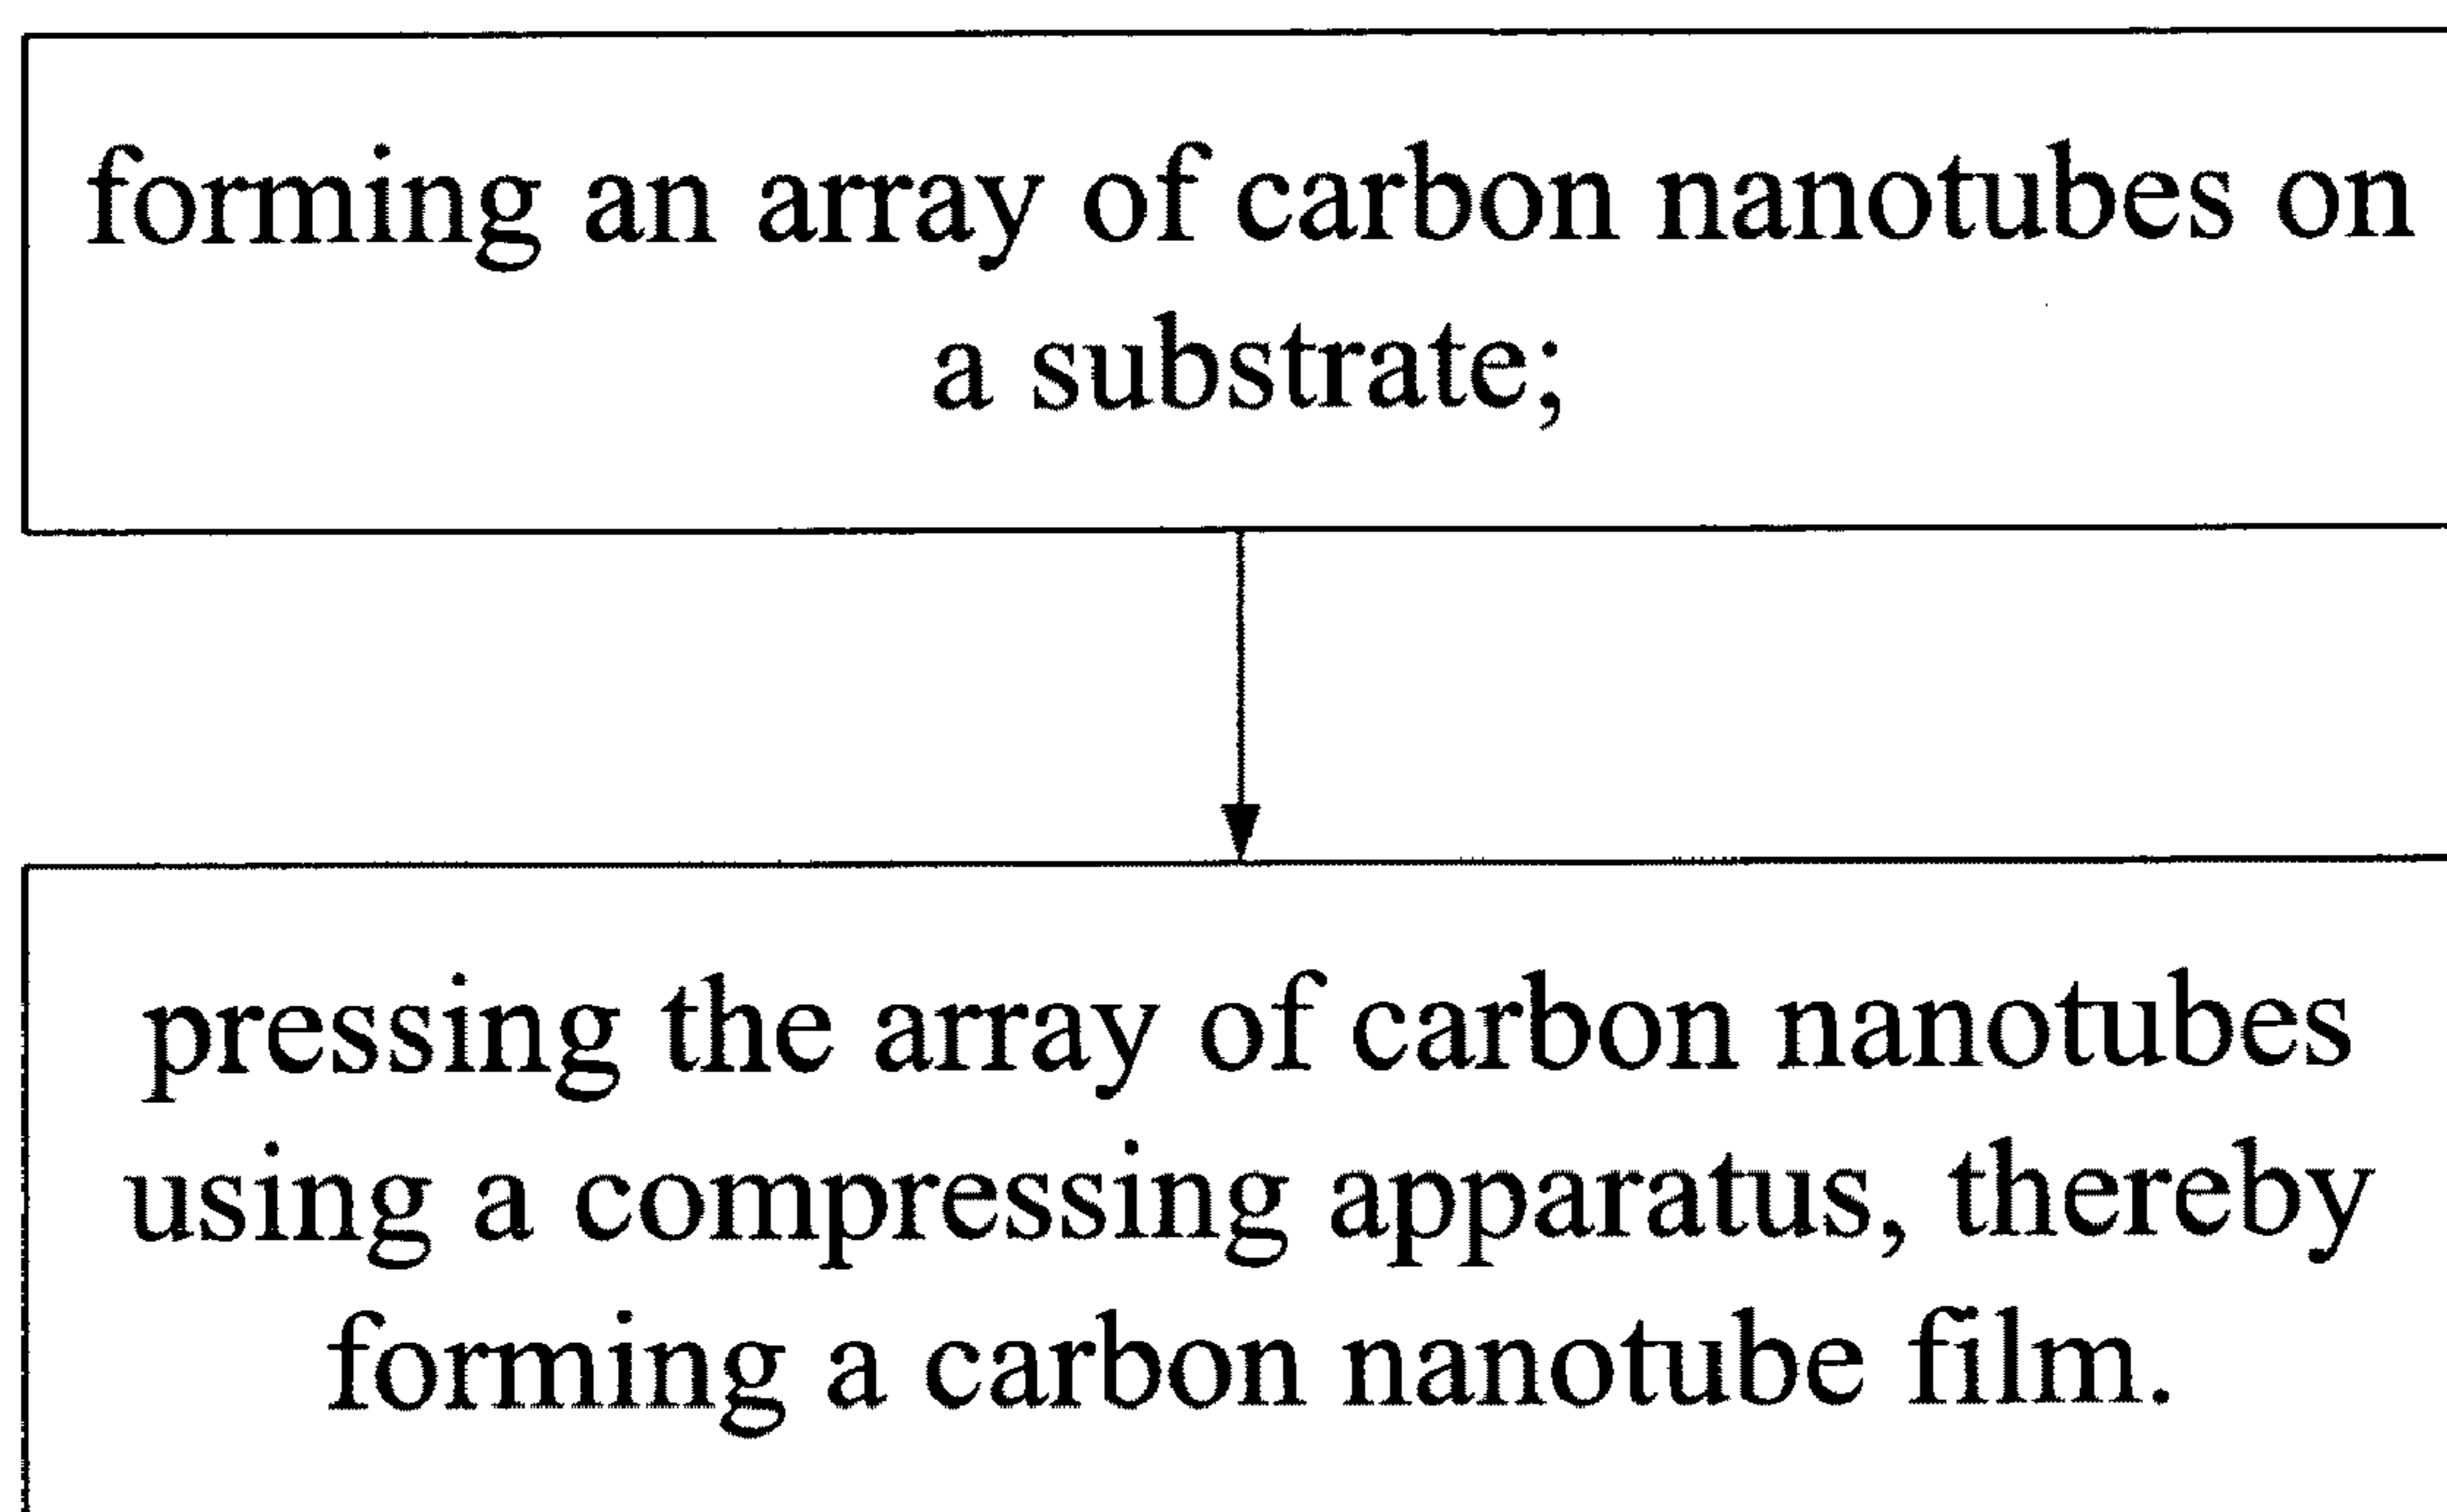 forming an array of carbon nanotubes on
a substrate;
pressing the array of carbon nanotubes
using a compressing apparatus, thereby
forming a carbon nanotube film.